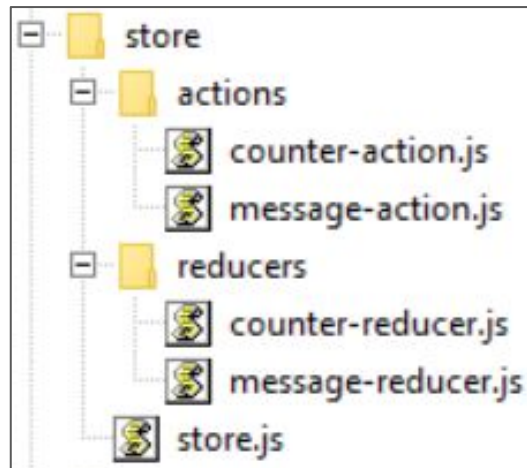 store
actions
counter-action.js
message-action.js
reducers
counter-reducer.js
message-reducer.js
store.js